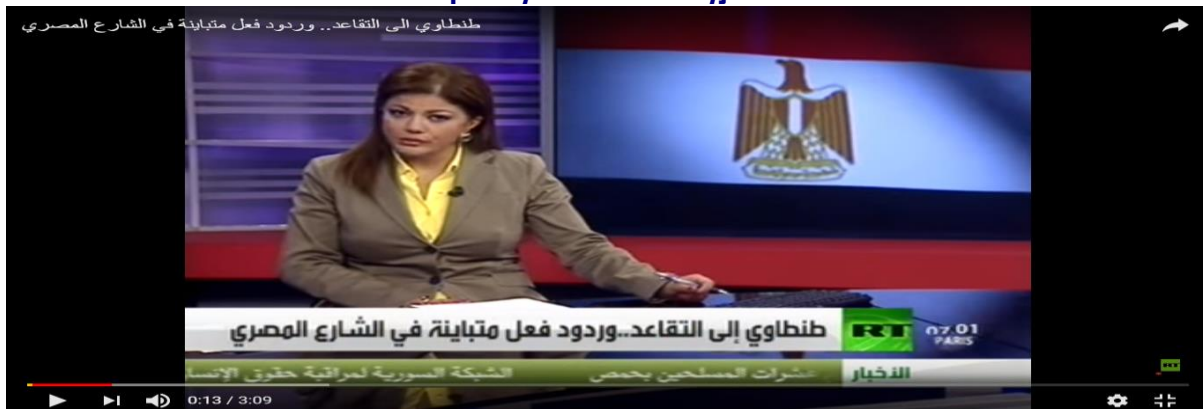 طنطاوي الى التقاعد.. وردود فعل متباينة في الشارع المصري
طنطاوي إلى التقاعد..وردود فعل متباينة في الشارع المصري
RT
07.01
PARIS
الأخبار
عشرات المسلحين بحمص
الشبكة السورية لمراقبة حقوق الإنسا
0:13 / 3:09